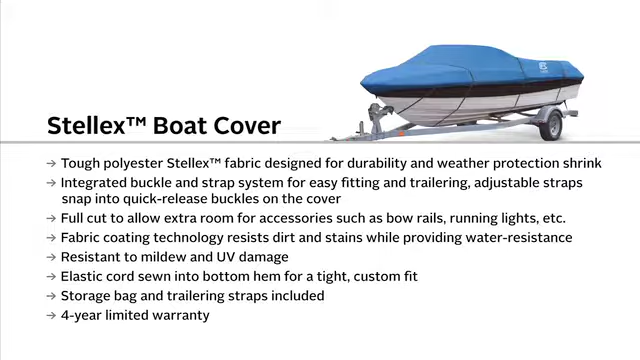 Stellex™ Boat Cover
→ Tough polyester Stellex™ fabric designed for durability and weather protection shrink
→ Integrated buckle and strap system for easy fitting and trailering, adjustable straps
snap into quick-release buckles on the cover
→ Full cut to allow extra room for accessories such as bow rails, running lights, etc.
→ Fabric coating technology resists dirt and stains while providing water-resistance
→ Resistant to mildew and UV damage
→ Elastic cord sewn into bottom hem for a tight, custom fit
→ Storage bag and trailering straps included
→ 4-year limited warranty